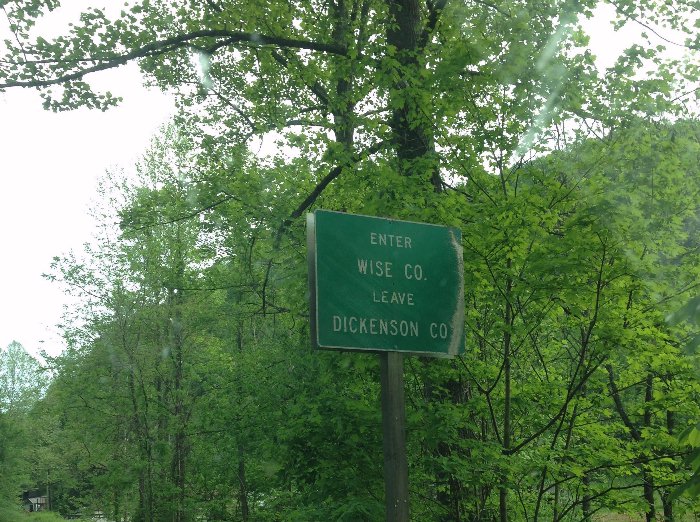 ENTER
WISE CO.
LEAVE
DICKENSON CO